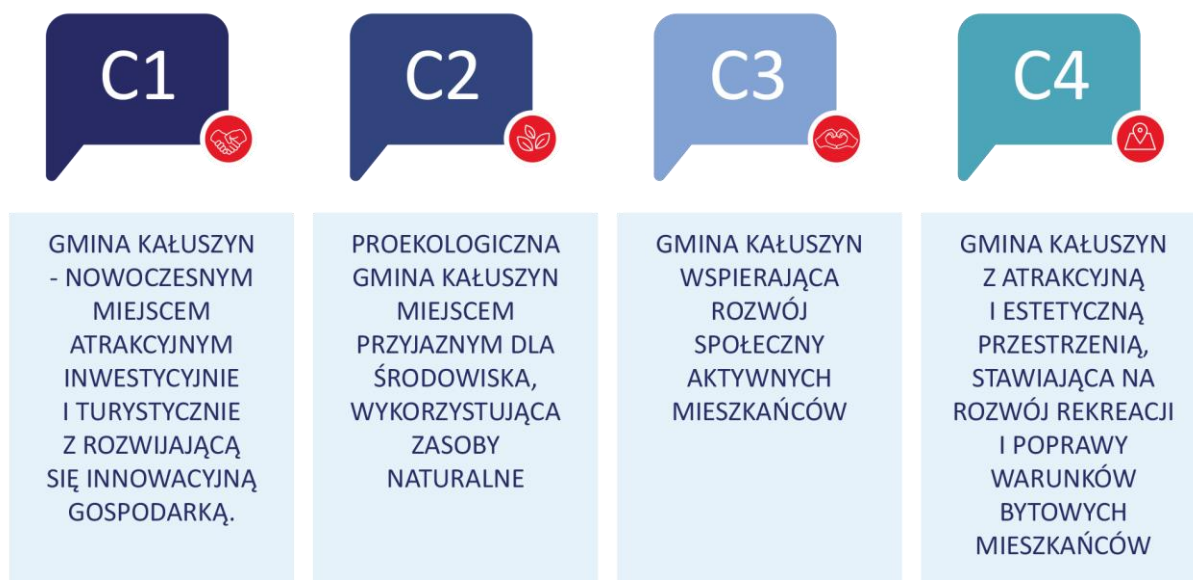 C1
GMINA KAŁUSZYN
- NOWOCZESNYM
MIEJSCEM
ATRAKCYJNYM
INWESTYCYJNIE
I TURYSTYCZNIE
Z ROZWIJAJĄCĄ
SIĘ INNOWACYJNĄ
GOSPODARKĄ.
C2
PROEKOLOGICZNA
GMINA KAŁUSZYN
MIEJSCEM
PRZYJAZNYM DLA
ŚRODOWISKA,
WYKORZYSTUJĄCA
ZASOBY
NATURALNE
C3
GMINA KAŁUSZYN
WSPIERAJĄCA
ROZWÓJ
SPOŁECZNY
AKTYWNYCH
MIESZKAŃCÓW
C4
GMINA KAŁUSZYN
Z ATRAKCYJNĄ
I ESTETYCZNĄ
PRZESTRZENIĄ,
STAWIAJĄCA NA
ROZWÓJ REKREACJI
I POPRAWY
WARUNKÓW
BYTOWYCH
MIESZKAŃCÓW